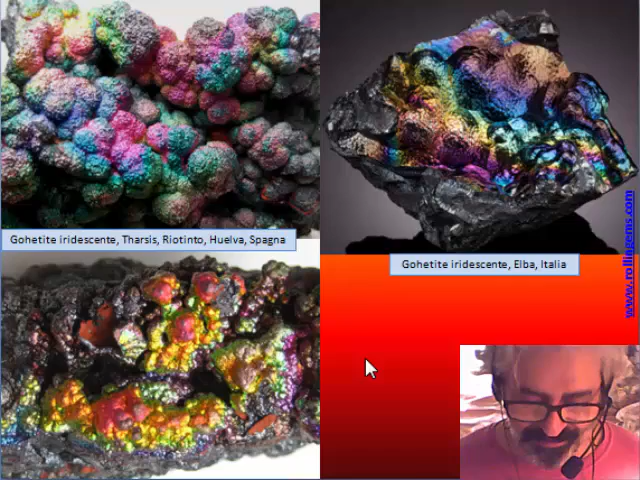 Gohetite iridescente, Tharsis, Riotinto, Huelva, Spagna
Gohetite iridescente, Elba, Italia
www.rollingems.com